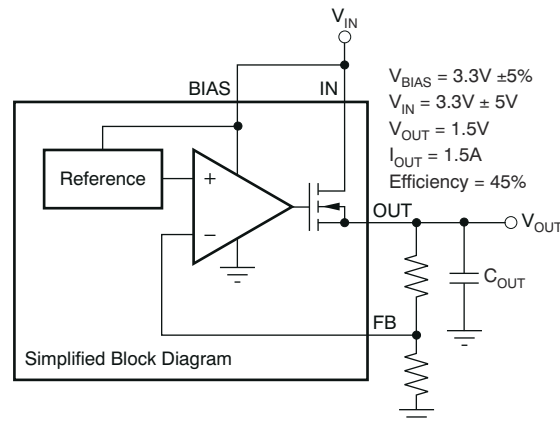 V_IN
BIAS
IN
V_BIAS = 3.3V ±5%
V_IN = 3.3V ± 5V
V_OUT = 1.5V
I_OUT = 1.5A
Efficiency = 45%
Reference
+
−
OUT
V_OUT
C_OUT
FB
Simplified Block Diagram